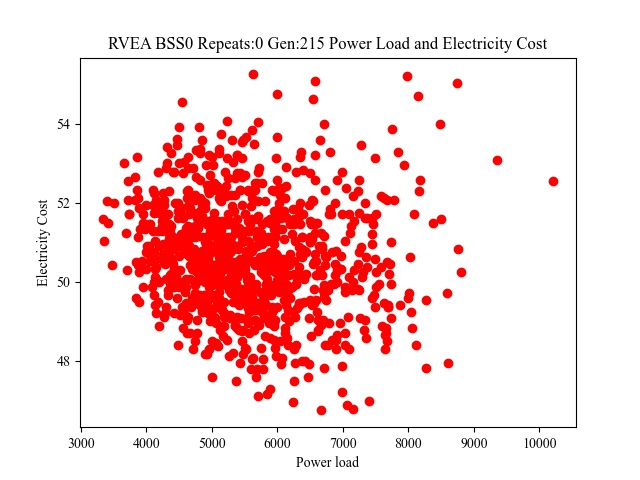 RVEA BSS0 Repeats:0 Gen:215 Power Load and Electricity Cost
54
52
50
48
Electricity Cost
3000 4000 5000 6000 7000 8000 9000 10000
Power load